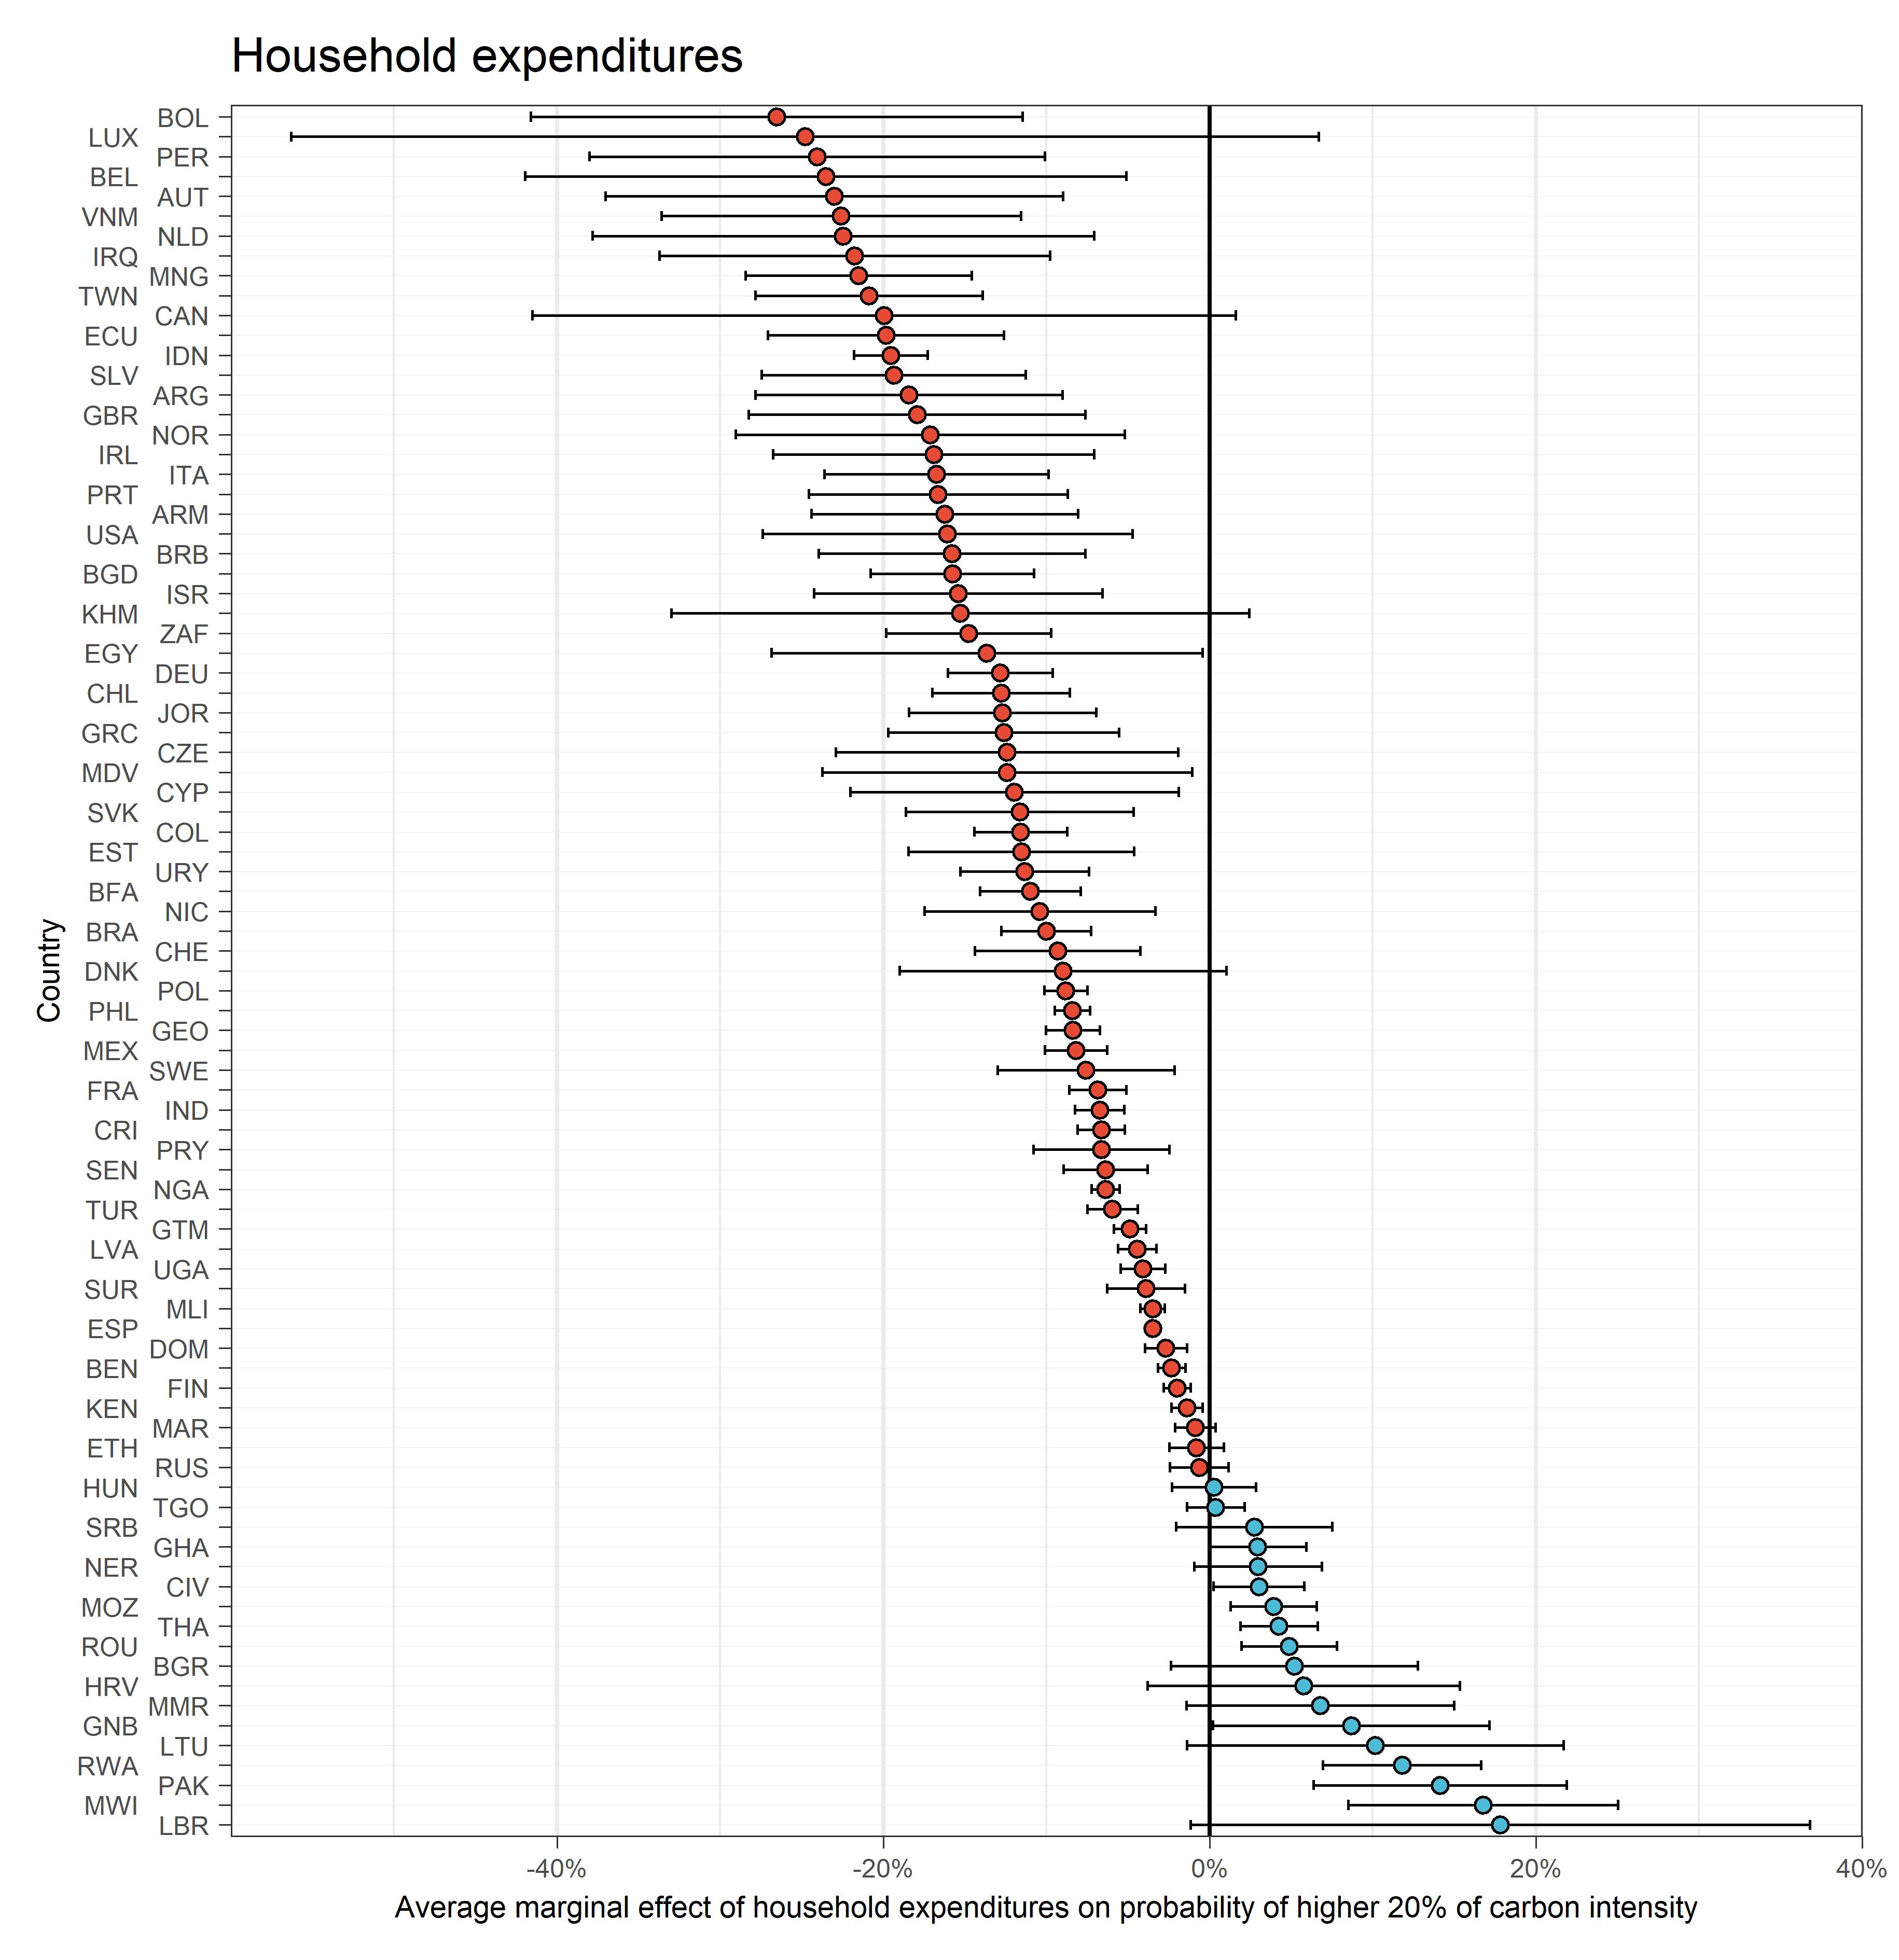 Household expenditures
Country
BOL
LUX
PER
BEL
AUT
VNM
NLD
IRQ
MNG
TWN
CAN
ECU
IDN
SLV
ARG
GBR
NOR
IRL
ITA
PRT
ARM
USA
BRB
BGD
ISR
KHM
ZAF
EGY
DEU
CHL
JOR
GRC
CZE
MDV
CYP
SVK
COL
EST
URY
BFA
NIC
BRA
CHE
DNK
POL
PHL
GEO
MEX
SWE
FRA
IND
CRI
PRY
SEN
NGA
TUR
GTM
LVA
UGA
SUR
MLI
ESP
DOM
BEN
FIN
KEN
MAR
ETH
RUS
HUN
TGO
SRB
GHA
NER
CIV
MOZ
THA
ROU
BGR
HRV
MMR
GNB
LTU
RWA
PAK
MWI
LBR
-40% -20% 0% 20% 40%
Average marginal effect of household expenditures on probability of higher 20% of carbon intensity